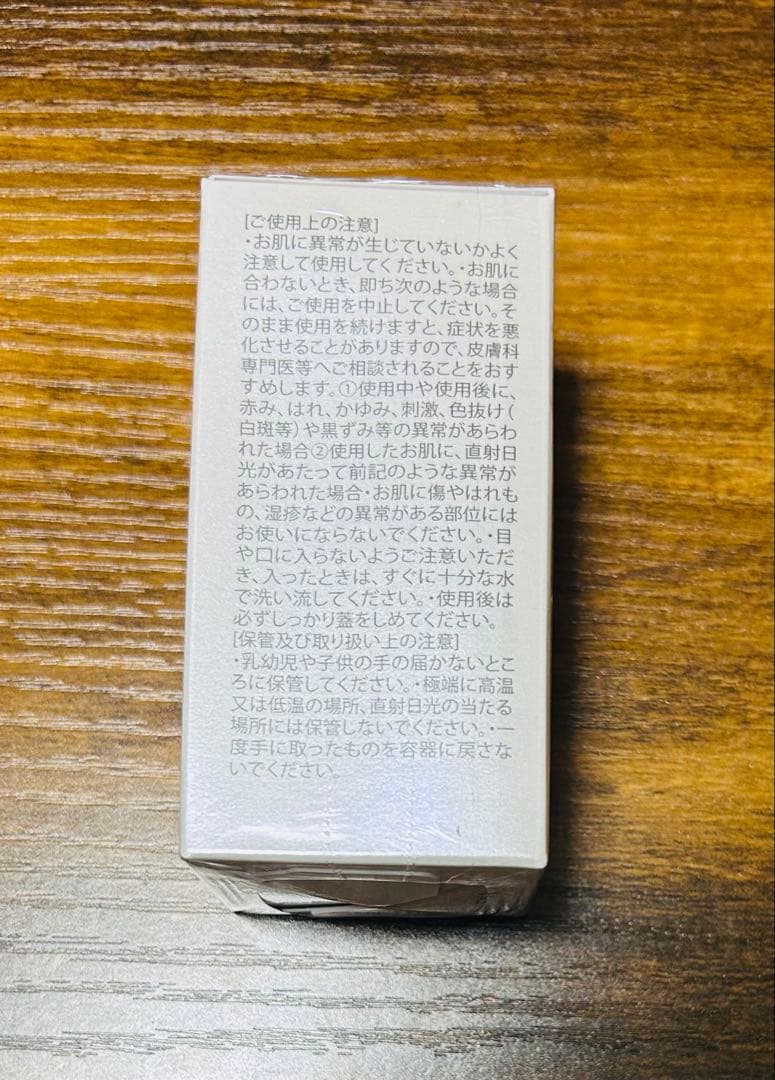 [ご使用上の注意]
・お肌に異常が生じていないかよく
注意して使用してください。・お肌に
合わないとき、即ち次のような場合
には、ご使用を中止してください。そ
のまま使用を続けますと、症状を悪
化させることがありますので、皮膚科
専門医等へご相談されることをおす
すめします。①使用中や使用後に、
赤み、はれ、かゆみ、刺激、色抜け(
白斑等)や黒ずみ等の異常があらわ
れた場合②使用したお肌に、直射日
光があたって前記のような異常が
あらわれた場合・お肌に傷やはれも
の、湿疹などの異常がある部位には
お使いにならないでください。・目
や口に入らないようご注意いただ
き、入ったときは、すぐに十分な水
で洗い流してください。・使用後は
必ずしっかり蓋をしめてください。
[保管及び取り扱い上の注意]
・乳幼児や子供の手の届かないとこ
ろに保管してください。・極端に高温
又は低温の場所、直射日光の当たる
場所には保管しないでください。・一
度手に取ったものを容器に戻さな
いでください。